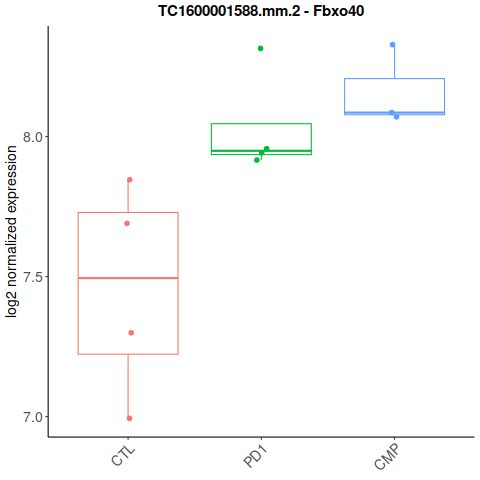 TC1600001588.mm.2 - Fbxo40
log2 normalized expression
8.0
7.5
7.0
CTL
PD1
CMP